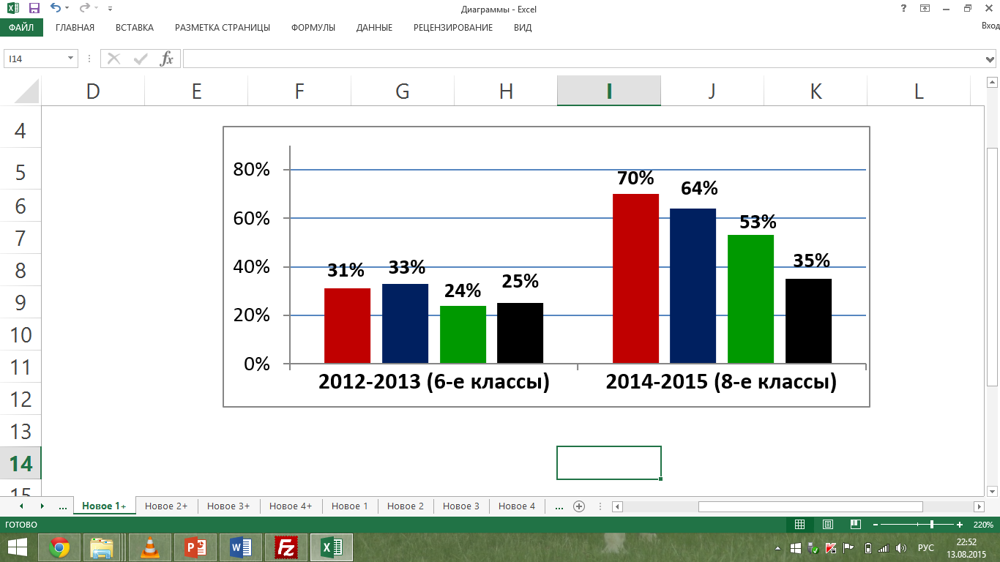 Диаграммы - Excel
?
ФАЙЛ ГЛАВНАЯ ВСТАВКА РАЗМЕТКА СТРАНИЦЫ ФОРМУЛЫ ДАННЫЕ РЕЦЕНЗИРОВАНИЕ ВИД Вход
I14 fx
D E F G H I J K L
4
5
6
7
8
9
10
11
12
13
14
15
80%
60%
40%
20%
0%
31% 33% 24% 25% 70% 64% 53% 35%
2012-2013 (6-е классы) 2014-2015 (8-е классы)
... Новое 1+ Новое 2+ Новое 3+ Новое 4+ Новое 1 Новое 2 Новое 3 Новое 4 ...
ГОТОВО 220%
РУС 22:52
13.08.2015